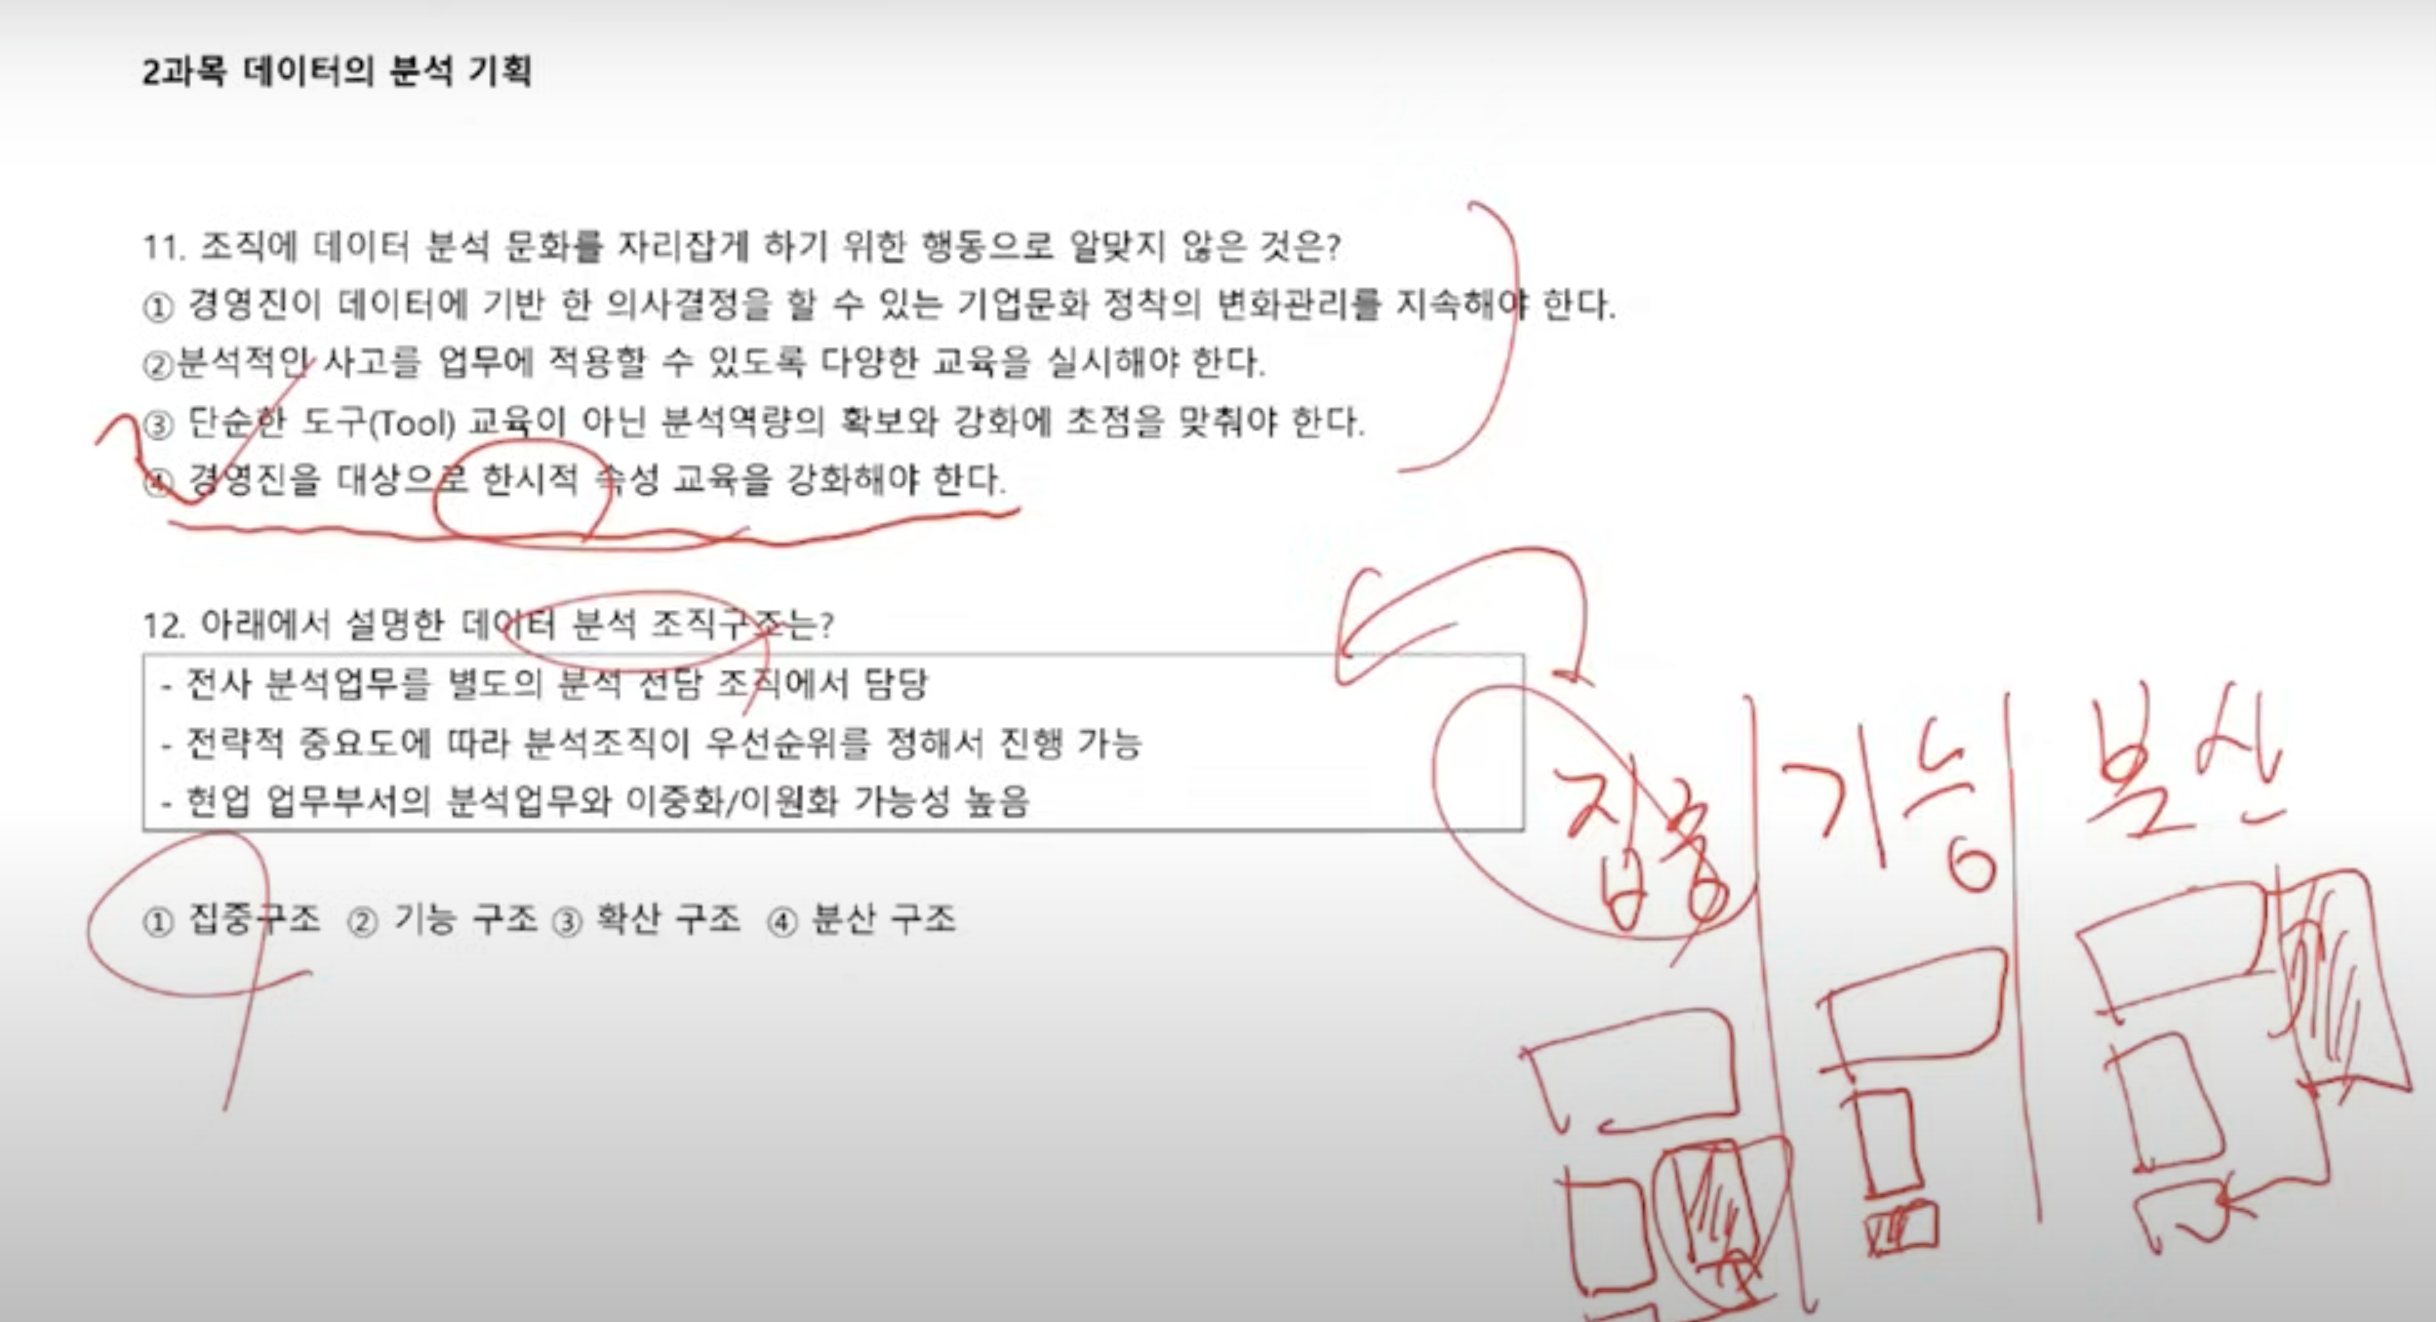 2과목 데이터의 분석 기획
11. 조직에 데이터 분석 문화를 자리잡게 하기 위한 행동으로 알맞지 않은 것은?
① 경영진이 데이터에 기반 한 의사결정을 할 수 있는 기업문화 정착의 변화관리를 지속해야 한다.
②분석적인 사고를 업무에 적용할 수 있도록 다양한 교육을 실시해야 한다.
③ 단순한 도구(Tool) 교육이 아닌 분석역량의 확보와 강화에 초점을 맞춰야 한다.
④ 경영진을 대상으로 한시적 속성 교육을 강화해야 한다.
12. 아래에서 설명한 데이터 분석 조직구조는?
- 전사 분석업무를 별도의 분석 전담 조직에서 담당
- 전략적 중요도에 따라 분석조직이 우선순위를 정해서 진행 가능
- 현업 업무부서의 분석업무와 이중화/이원화 가능성 높음
① 집중구조 ② 기능 구조 ③ 확산 구조 ④ 분산 구조
집중 기능 분산